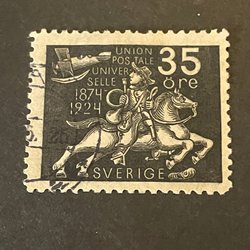 UNION 35
POSTALE
UNIVER öre
SELLE
1874
1924
SVERIGE